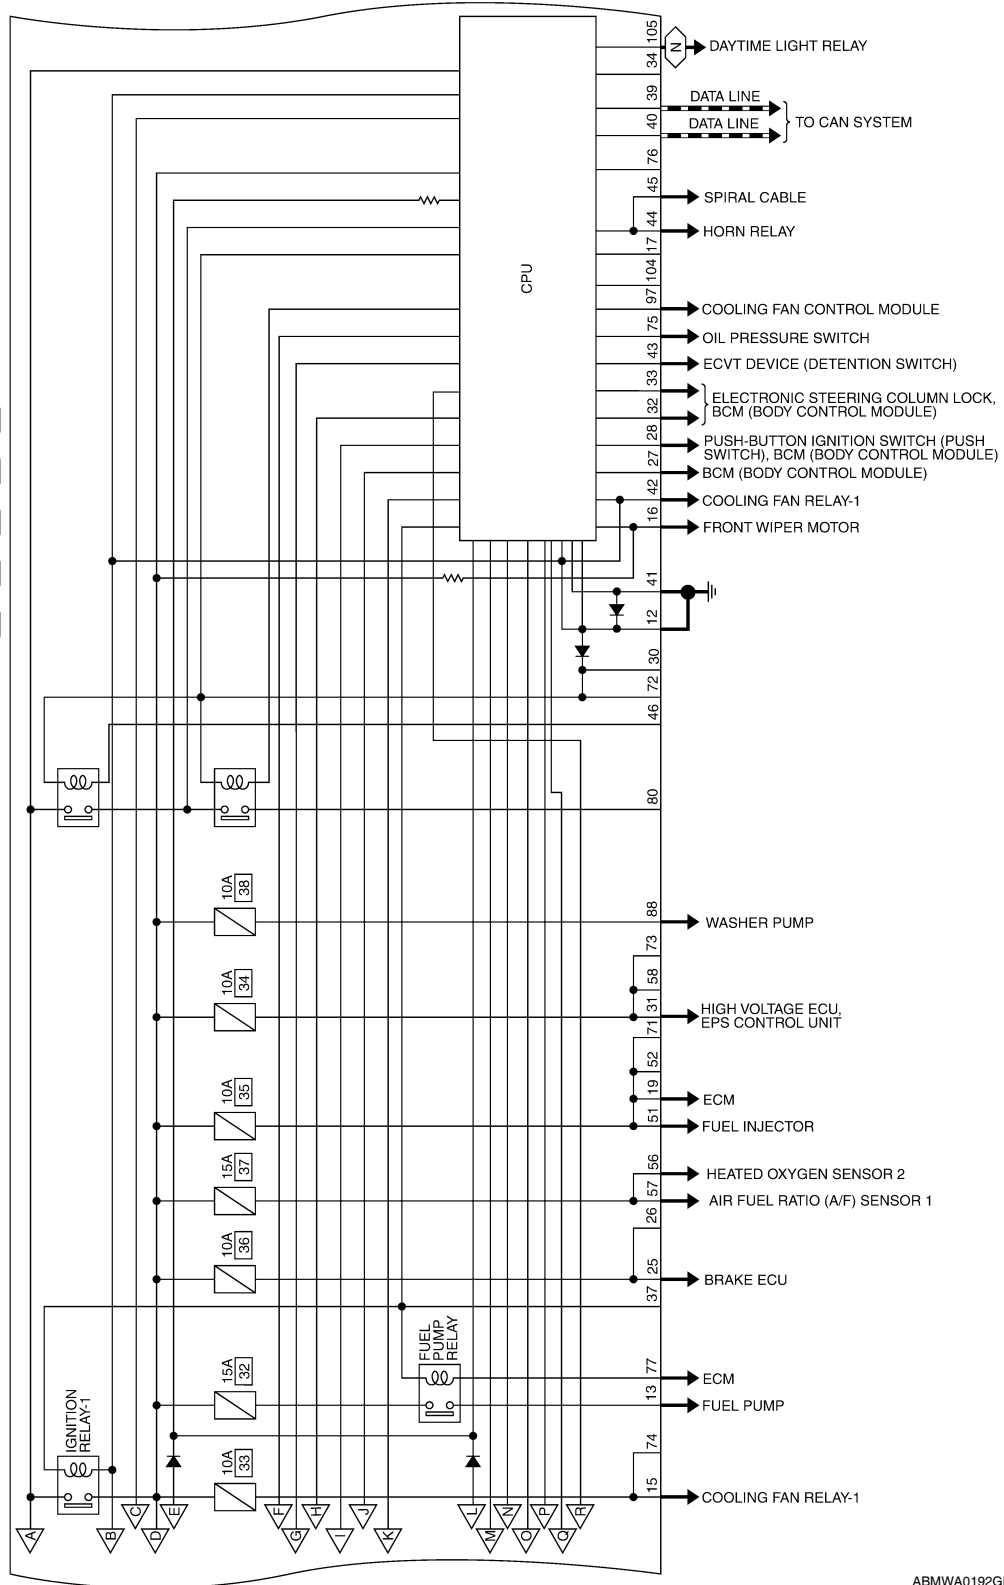 105
N
DAYTIME LIGHT RELAY
34
39
DATA LINE
40
DATA LINE
TO CAN SYSTEM
76
45
SPIRAL CABLE
44
HORN RELAY
17
104
CPU
97
COOLING FAN CONTROL MODULE
75
OIL PRESSURE SWITCH
43
ECVT DEVICE (DETENTION SWITCH)
33
ELECTRONIC STEERING COLUMN LOCK,
BCM (BODY CONTROL MODULE)
32
28
PUSH-BUTTON IGNITION SWITCH (PUSH
SWITCH), BCM (BODY CONTROL MODULE)
27
BCM (BODY CONTROL MODULE)
42
COOLING FAN RELAY-1
16
FRONT WIPER MOTOR
41
12
30
72
46
80
10A
38
88
WASHER PUMP
73
58
10A
34
31
HIGH VOLTAGE ECU,
EPS CONTROL UNIT
71
52
10A
35
19
ECM
51
FUEL INJECTOR
15A
37
56
HEATED OXYGEN SENSOR 2
57
AIR FUEL RATIO (A/F) SENSOR 1
26
10A
36
25
BRAKE ECU
37
FUEL
PUMP
RELAY
15A
32
77
ECM
13
FUEL PUMP
IGNITION
RELAY-1
10A
33
74
15
COOLING FAN RELAY-1
A
B
C
D
E
F
G
H
I
J
K
L
M
N
O
P
Q
R
ABMWA0192G